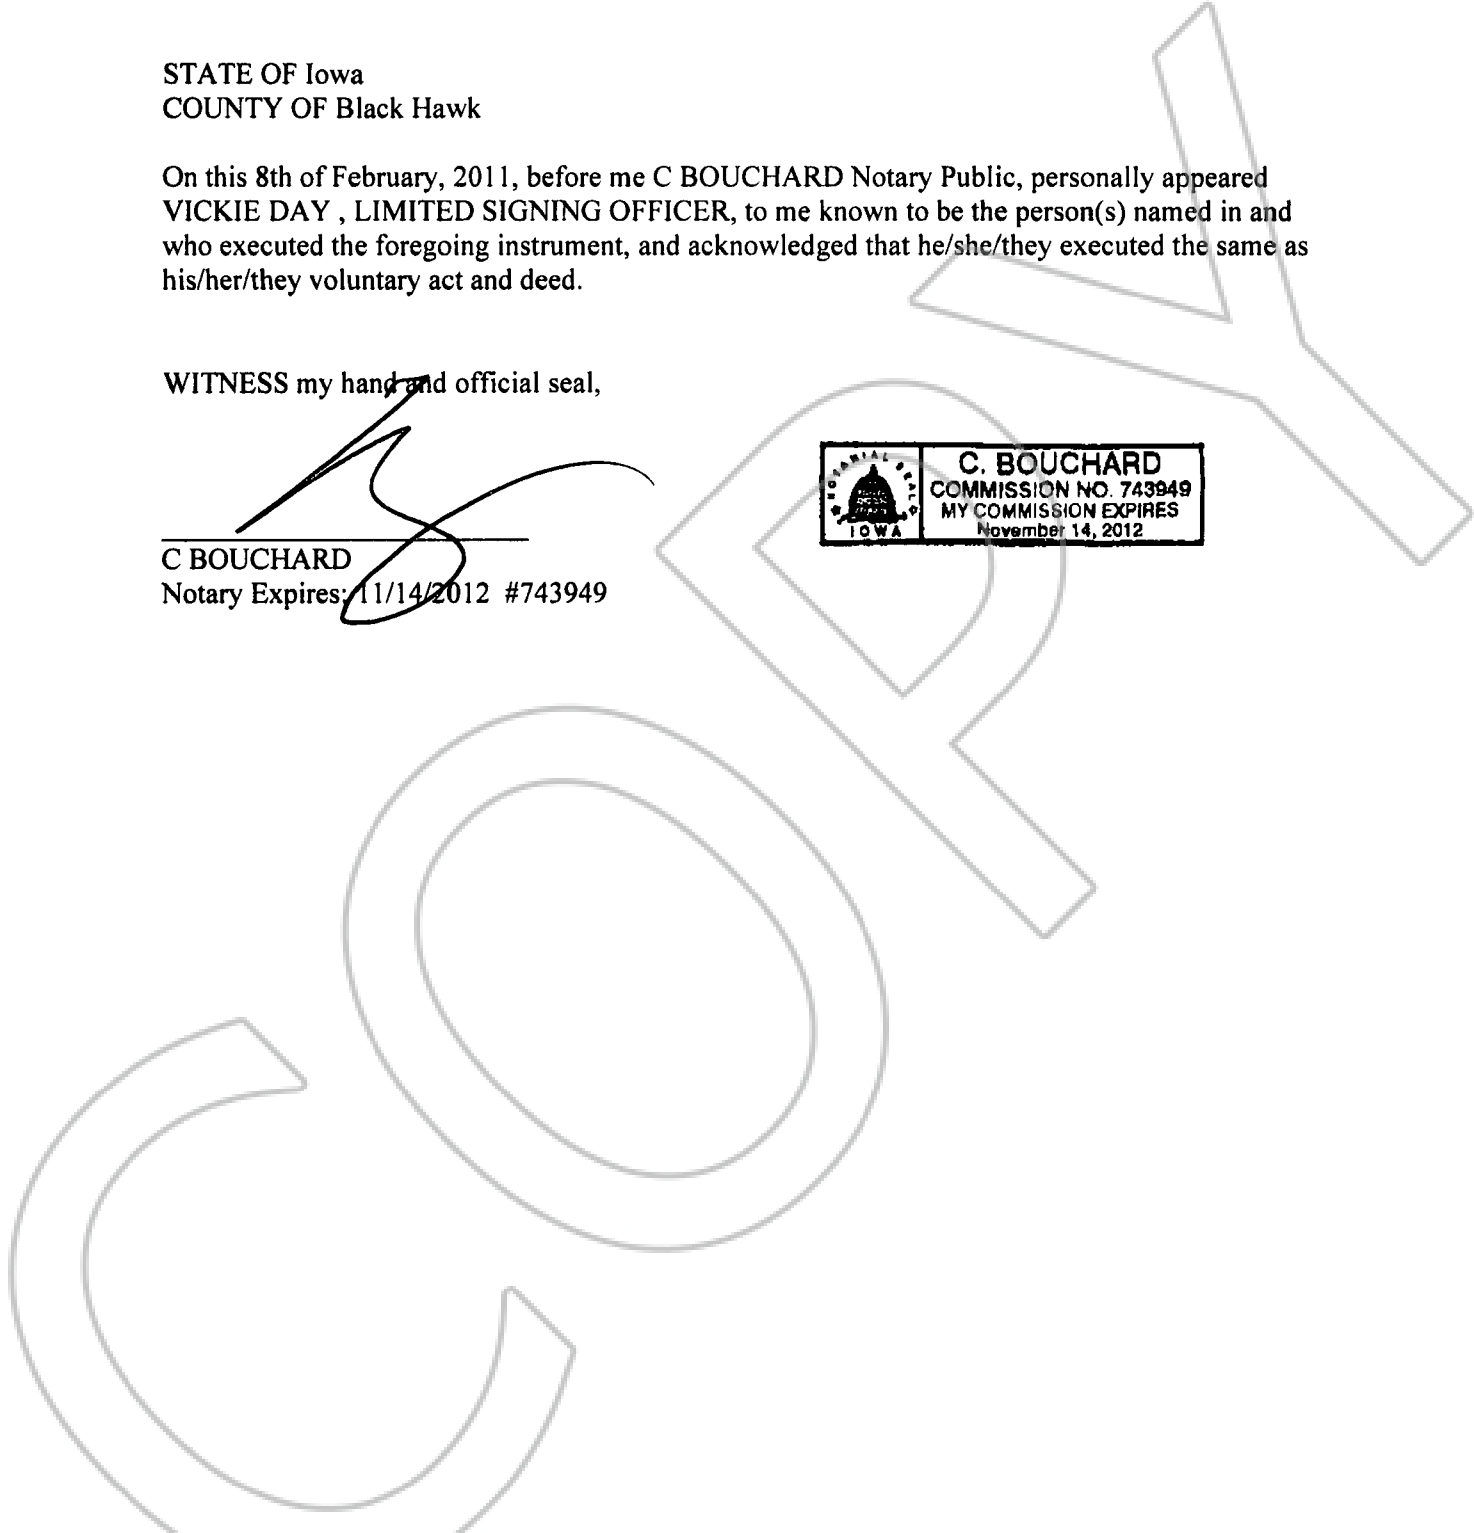 STATE OF Iowa
COUNTY OF Black Hawk
On this 8th of February, 2011, before me C BOUCHARD Notary Public, personally appeared
VICKIE DAY , LIMITED SIGNING OFFICER, to me known to be the person(s) named in and
who executed the foregoing instrument, and acknowledged that he/she/they executed the same as
his/her/they voluntary act and deed.
WITNESS my hand and official seal,
C BOUCHARD
Notary Expires: 11/14/2012 #743949
NOTARIAL SEAL
IOWA
C. BOUCHARD
COMMISSION NO. 743949
MY COMMISSION EXPIRES
November 14, 2012
COPY